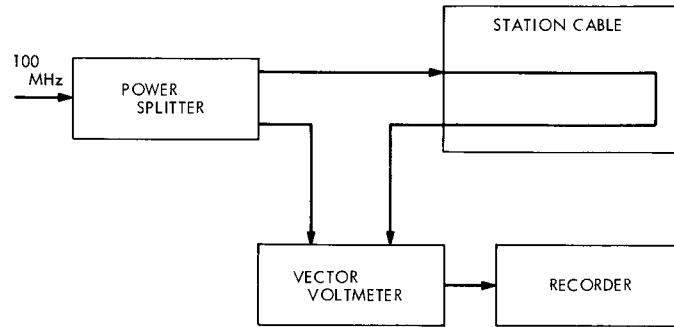 STATION CABLE
100
MHz
POWER
SPLITTER
VECTOR
VOLTMETER
RECORDER